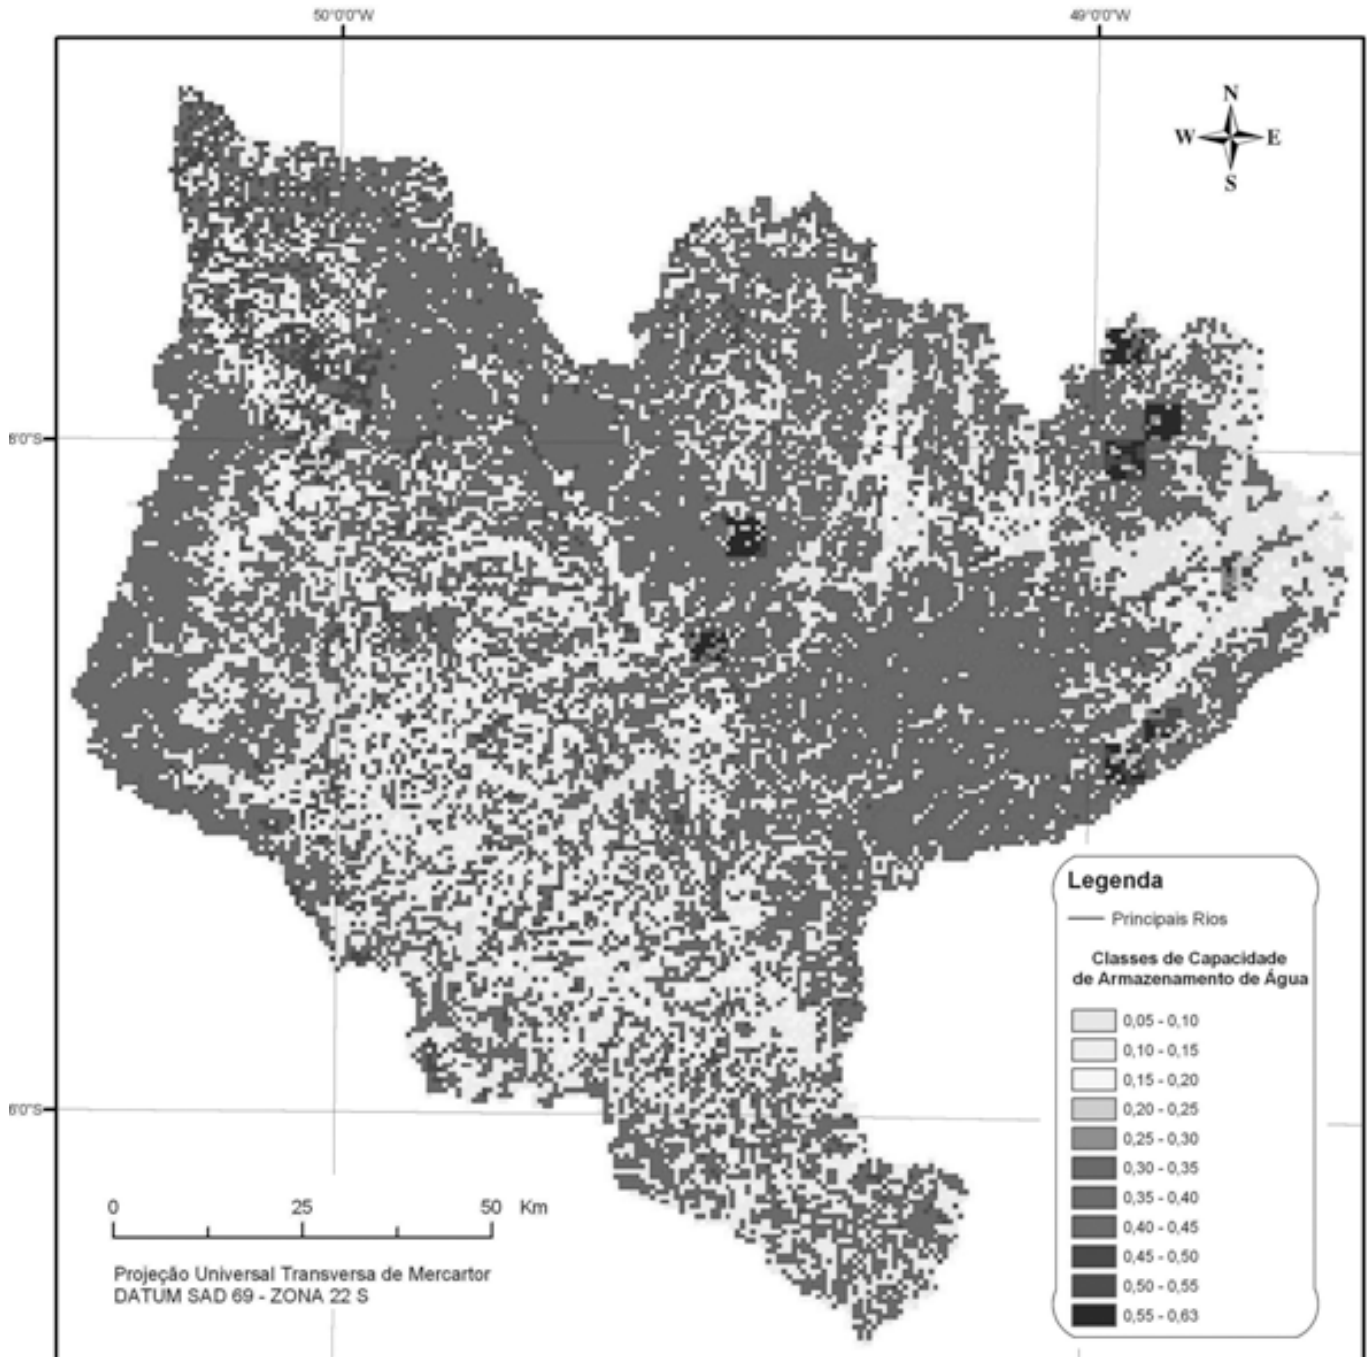 50°0'0"W
49°0'0"W
N
W E
S
6'0"S
6'0"S
Legenda
Principais Rios
Classes de Capacidade
de Armazenamento de Água
0,05 - 0,10
0,10 - 0,15
0,15 - 0,20
0,20 - 0,25
0,25 - 0,30
0,30 - 0,35
0,35 - 0,40
0,40 - 0,45
0,45 - 0,50
0,50 - 0,55
0,55 - 0,63
0 25 50 Km
Projeção Universal Transversa de Mercartor
DATUM SAD 69 - ZONA 22 S